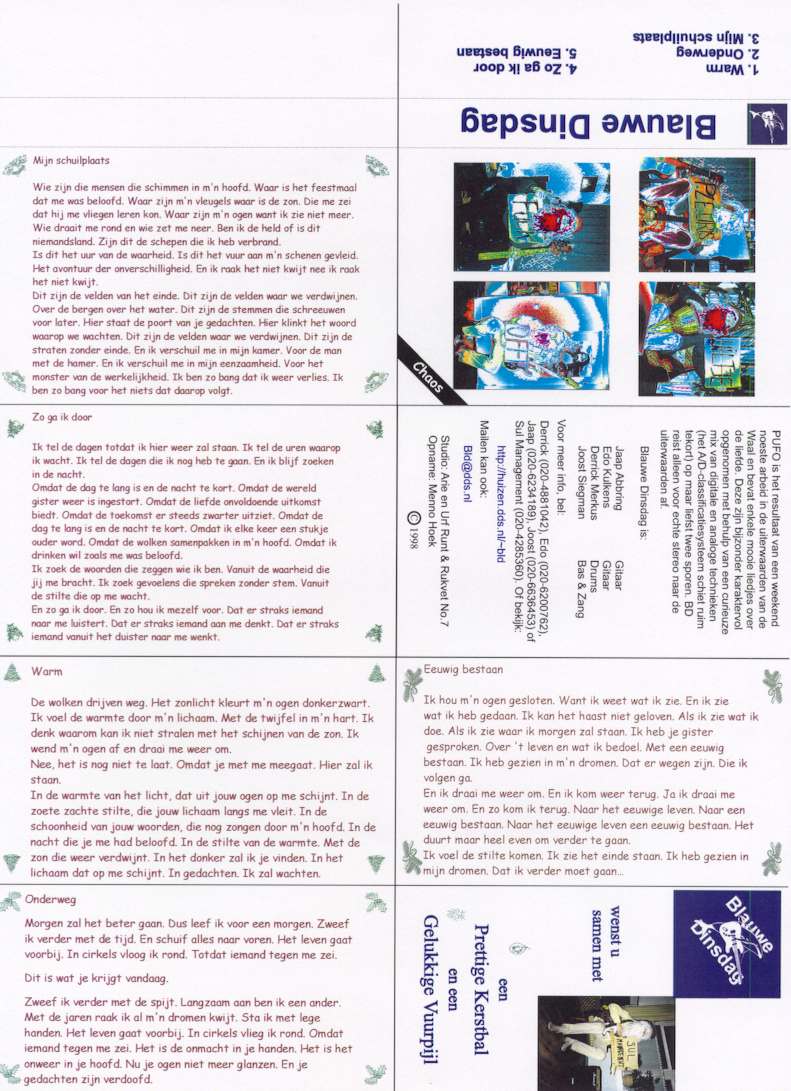 1. Warm
2. Onderweg
3. Mijn schuilplaats
4. Zo ga ik door
5. Eeuwig bestaan
Blauwe Dinsdag
Mijn schuilplaats
Wie zijn die mensen die schimmen in m'n hoofd. Waar is het feestmaal
dat me was beloofd. Waar zijn m'n vleugels waar is de zon. Die me zei
dat hij me vliegen leren kon. Waar zijn m'n ogen want ik zie niet meer.
Wie draait me rond en wie zet me neer. Ben ik de held of is dit
niemandsland. Zijn dit de schepen die ik heb verbrand.
Is dit het uur van de waarheid. Is dit het vuur aan m'n schenen gevleid.
Het avontuur der onverschilligheid. En ik raak het niet kwijt nee ik raak
het niet kwijt.
Dit zijn de velden van het einde. Dit zijn de velden waar we verdwijnen.
Over de bergen over het water. Dit zijn de stemmen die schreeuwen
voor later. Hier staat de poort van je gedachten. Hier klinkt het woord
waarop we wachten. Dit zijn de velden waar we verdwijnen. Dit zijn de
straten zonder einde. En ik verschuil me in mijn kamer. Voor de man
met de hamer. En ik verschuil me in mijn eenzaamheid. Voor het
monster van de werkelijkheid. Ik ben zo bang dat ik weer verlies. Ik
ben zo bang voor het niets dat daarop volgt.
Chaos
Zo ga ik door
Ik tel de dagen totdat ik hier weer zal staan. Ik tel de uren waarop
ik wacht. Ik tel de dagen die ik nog heb te gaan. En ik blijf zoeken
in de nacht.
Omdat de dag te lang is en de nacht te kort. Omdat de wereld
gister weer is ingestort. Omdat de liefde onvoldoende uitkomst
biedt. Omdat de toekomst er steeds zwarter uitziet. Omdat de
dag te lang is en de nacht te kort. Omdat ik elke keer een stukje
ouder word. Omdat de wolken samenpakken in m'n hoofd. Omdat ik
drinken wil zoals me was beloofd.
Ik zoek de woorden die zeggen wie ik ben. Vanuit de waarheid die
jij me bracht. Ik zoek gevoelens die spreken zonder stem. Vanuit
de stilte die op me wacht.
En zo ga ik door. En zo hou ik mezelf voor. Dat er straks iemand
naar me luistert. Dat er straks iemand aan me denkt. Dat er straks
iemand vanuit het duister naar me wenkt.
PUFO is het resultaat van een weekend
noeste arbeid in de uiterwaarden van de
Waal en bevat enkele mooie liedjes over
de liefde. Deze zijn bijzonder karaktervol
opgenomen met behulp van een curieuze
mix van digitale en analoge technieken
(het A/D-classificatiesysteem schiet ruim
tekort) op maar liefst twee sporen. BD
reist alleen voor echte stereo naar de
uiterwaarden af.
Blauwe Dinsdag is:
Jaap Abbring Gitaar
Edo Kuikens Gitaar
Derrick Merkus Drums
Joost Siegman Bas & Zang
Voor meer info, bel:
Derrick (020-4881042), Edo (020-6200762),
Jaap (020-6234189), Joost (020-6636453) of
Sul Management (020-4285360). Of bekijk:
http://huizen.dds.nl/~bld
Mailen kan ook:
Bld@dds.nl
Studio: Arie en Urf Runt & Rukvel No.7
Opname: Menno Hoek
© 1998
Warm
De wolken drijven weg. Het zonlicht kleurt m'n ogen donkerzwart.
Ik voel de warmte door m'n lichaam. Met de twijfel in m'n hart. Ik
denk waarom kan ik niet stralen met het schijnen van de zon. Ik
wend m'n ogen af en draai me weer om.
Nee, het is nog niet te laat. Omdat je met me meegaat. Hier zal ik
staan.
In de warmte van het licht, dat uit jouw ogen op me schijnt. In de
zoete zachte stilte, die jouw lichaam langs me vleit. In de
schoonheid van jouw woorden, die nog zongen door m'n hoofd. In de
nacht die je me had beloofd. In de stilte van de warmte. Met de
zon die weer verdwijnt. In het donker zal ik je vinden. In het
lichaam dat op me schijnt. In gedachten. Ik zal wachten.
Eeuwig bestaan
Ik hou m'n ogen gesloten. Want ik weet wat ik zie. En ik zie
wat ik heb gedaan. Ik kan het haast niet geloven. Als ik zie wat ik
doe. Als ik zie waar ik morgen zal staan. Ik heb je gister
gesproken. Over 't leven en wat ik bedoel. Met een eeuwig
bestaan. Ik heb gezien in m'n dromen. Dat er wegen zijn. Die ik
volgen ga.
En ik draai me weer om. En ik kom weer terug. Ja ik draai me
weer om. En zo kom ik terug. Naar het eeuwige leven. Naar een
eeuwig bestaan. Naar het eeuwige leven een eeuwig bestaan. Het
duurt maar heel even om verder te gaan.
Ik voel de stilte komen. Ik zie het einde staan. Ik heb gezien in
mijn dromen. Dat ik verder moet gaan...
Onderweg
Morgen zal het beter gaan. Dus leef ik voor een morgen. Zweef
ik verder met de tijd. En schuif alles naar voren. Het leven gaat
voorbij. In cirkels vloog ik rond. Totdat iemand tegen me zei.
Dit is wat je krijgt vandaag.
Zweef ik verder met de spijt. Langzaam aan ben ik een ander.
Met de jaren raak ik al m'n dromen kwijt. Sta ik met lege
handen. Het leven gaat voorbij. In cirkels vlieg ik rond. Omdat
iemand tegen me zei. Het is de onmacht in je handen. Het is het
onweer in je hoofd. Nu je ogen niet meer glanzen. En je
gedachten zijn verdoofd.
Blauwe
Dinsdag
wenst u
samen met
SUL
een
Prettige Kerstbal
en een
Gelukkige Vuurpijl